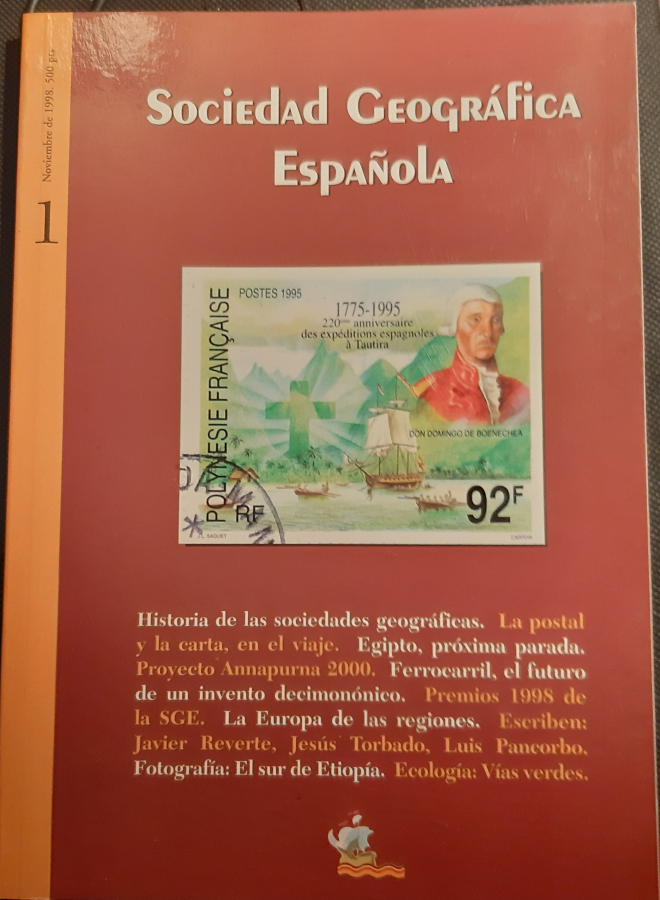 Noviembre de 1998. 500 pts
1
Sociedad Geográfica
Española
POSTES 1995
POLYNESIE FRANÇAISE
1775-1995
220ème anniversaire
des expéditions espagnoles
à Tautira
DON DOMINGO DE BOENECHEA
RF
92F
Historia de las sociedades geográficas. La postal
y la carta, en el viaje. Egipto, próxima parada.
Proyecto Annapurna 2000. Ferrocarril, el futuro
de un invento decimonónico. Premios 1998 de
la SGE. La Europa de las regiones. Escriben:
Javier Reverte, Jesús Torbado, Luis Pancorbo.
Fotografía: El sur de Etiopía. Ecología: Vías verdes.